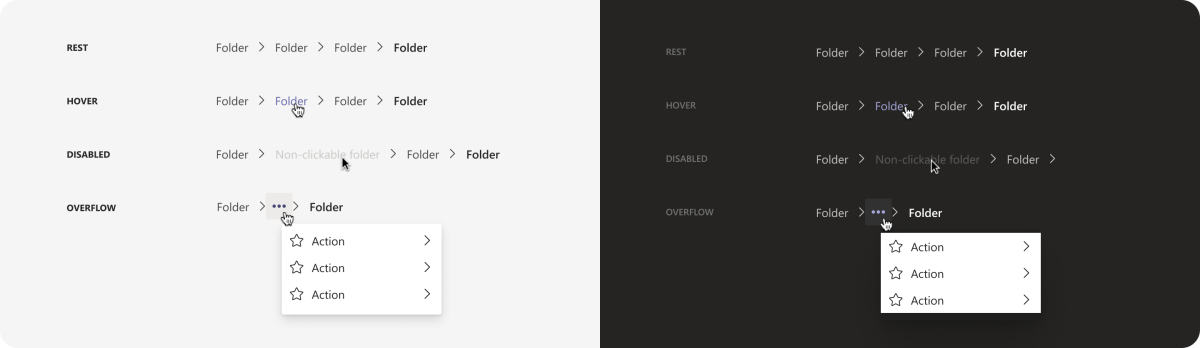 REST Folder Folder Folder Folder
HOVER Folder Folder Folder Folder
DISABLED Folder Non-clickable folder Folder Folder
OVERFLOW Folder ••• Folder
Action
Action
Action
REST Folder Folder Folder Folder
HOVER Folder Folder Folder Folder
DISABLED Folder Non-clickable folder Folder
OVERFLOW Folder ••• Folder
Action
Action
Action